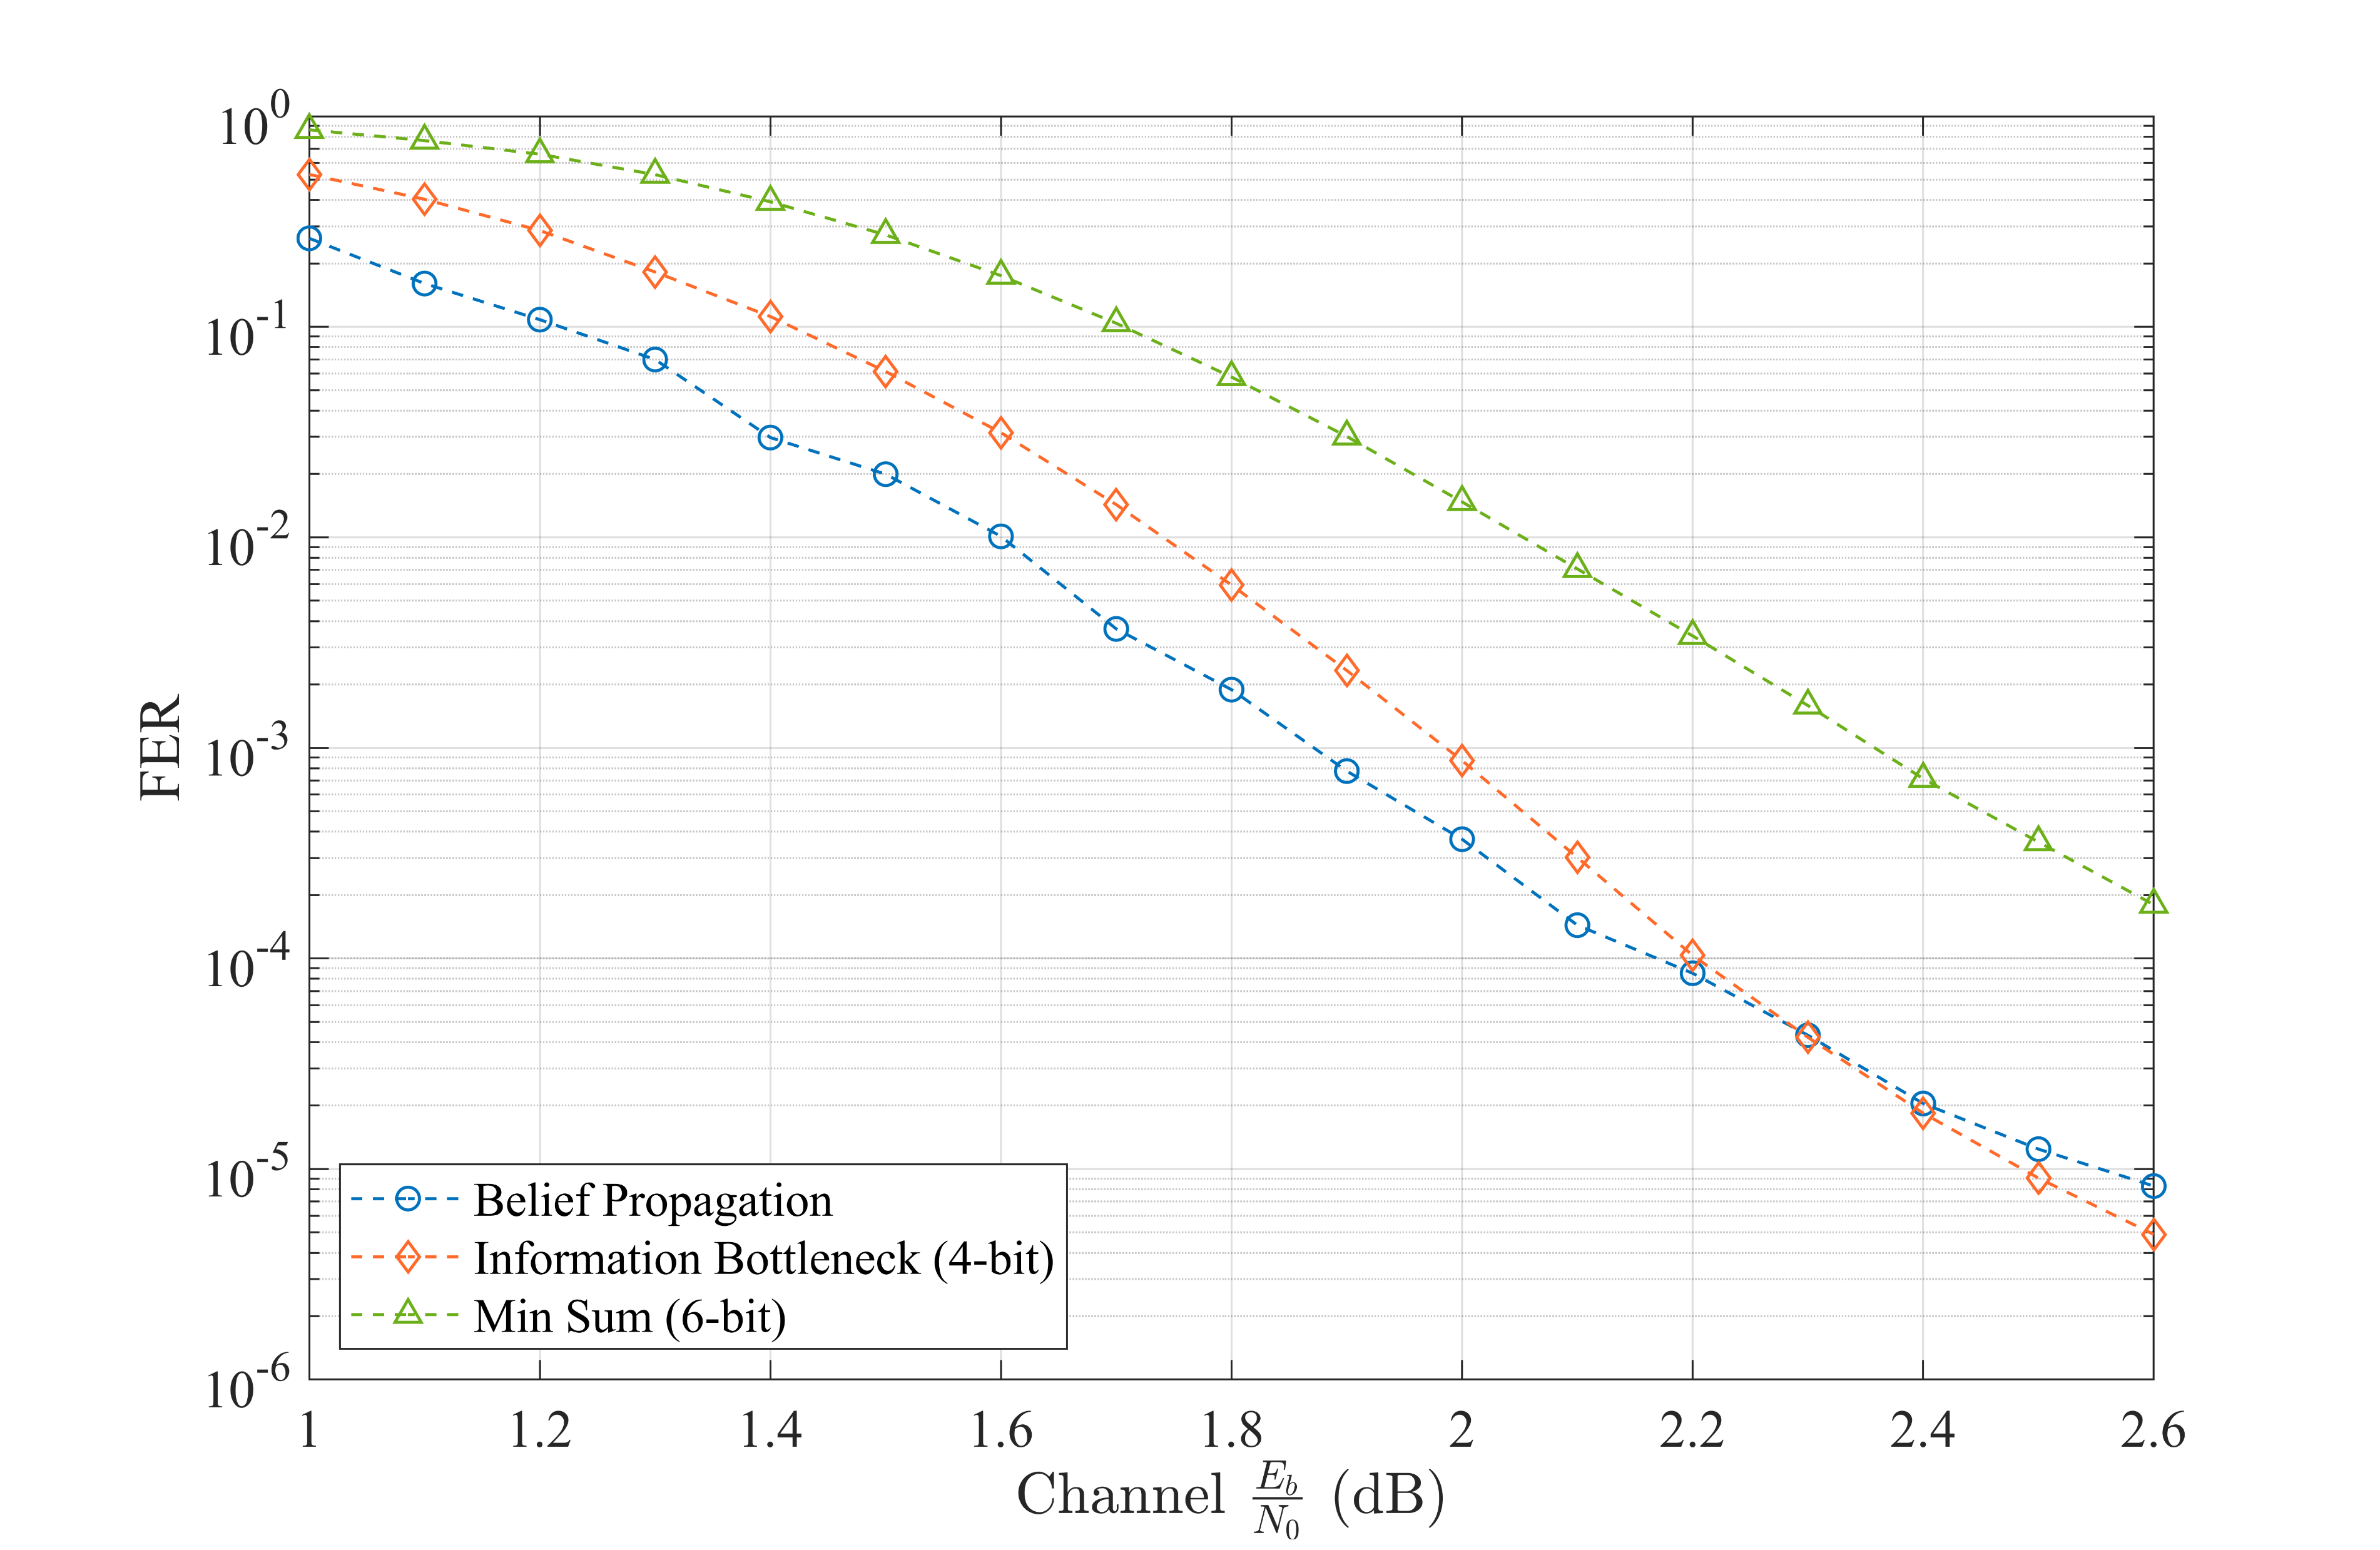 10^0
10^-1
10^-2
10^-3
10^-4
10^-5
10^-6
FER
Belief Propagation
Information Bottleneck (4-bit)
Min Sum (6-bit)
1 1.2 1.4 1.6 1.8 2 2.2 2.4 2.6
Channel E_b/N_0 (dB)